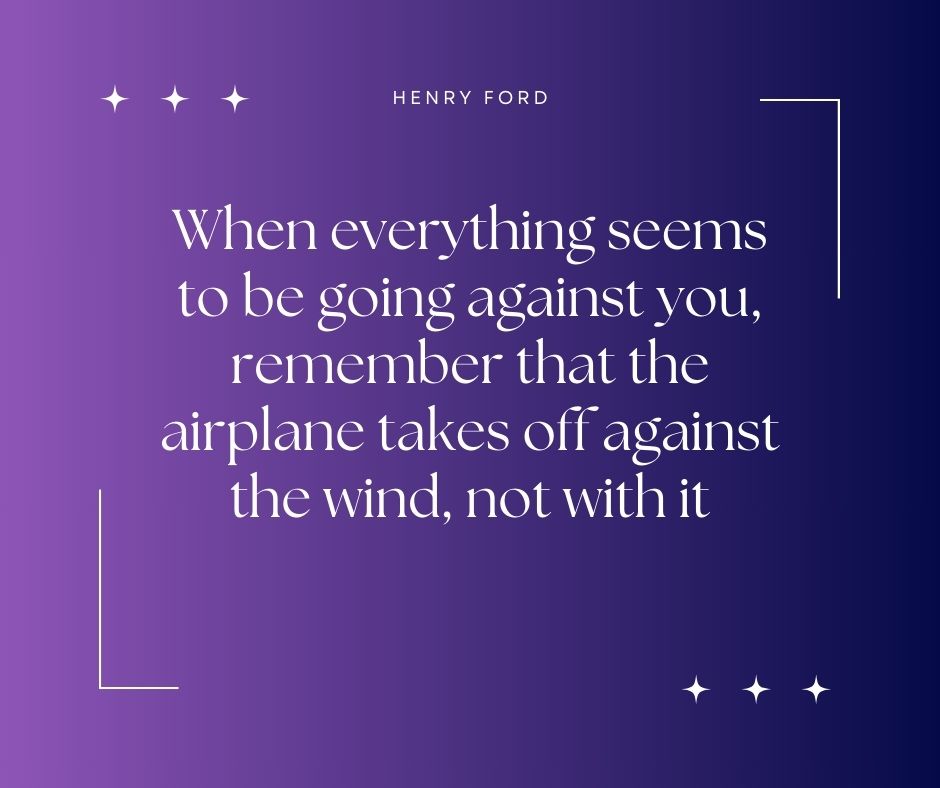 HENRY FORD
When everything seems
to be going against you,
remember that the
airplane takes off against
the wind, not with it